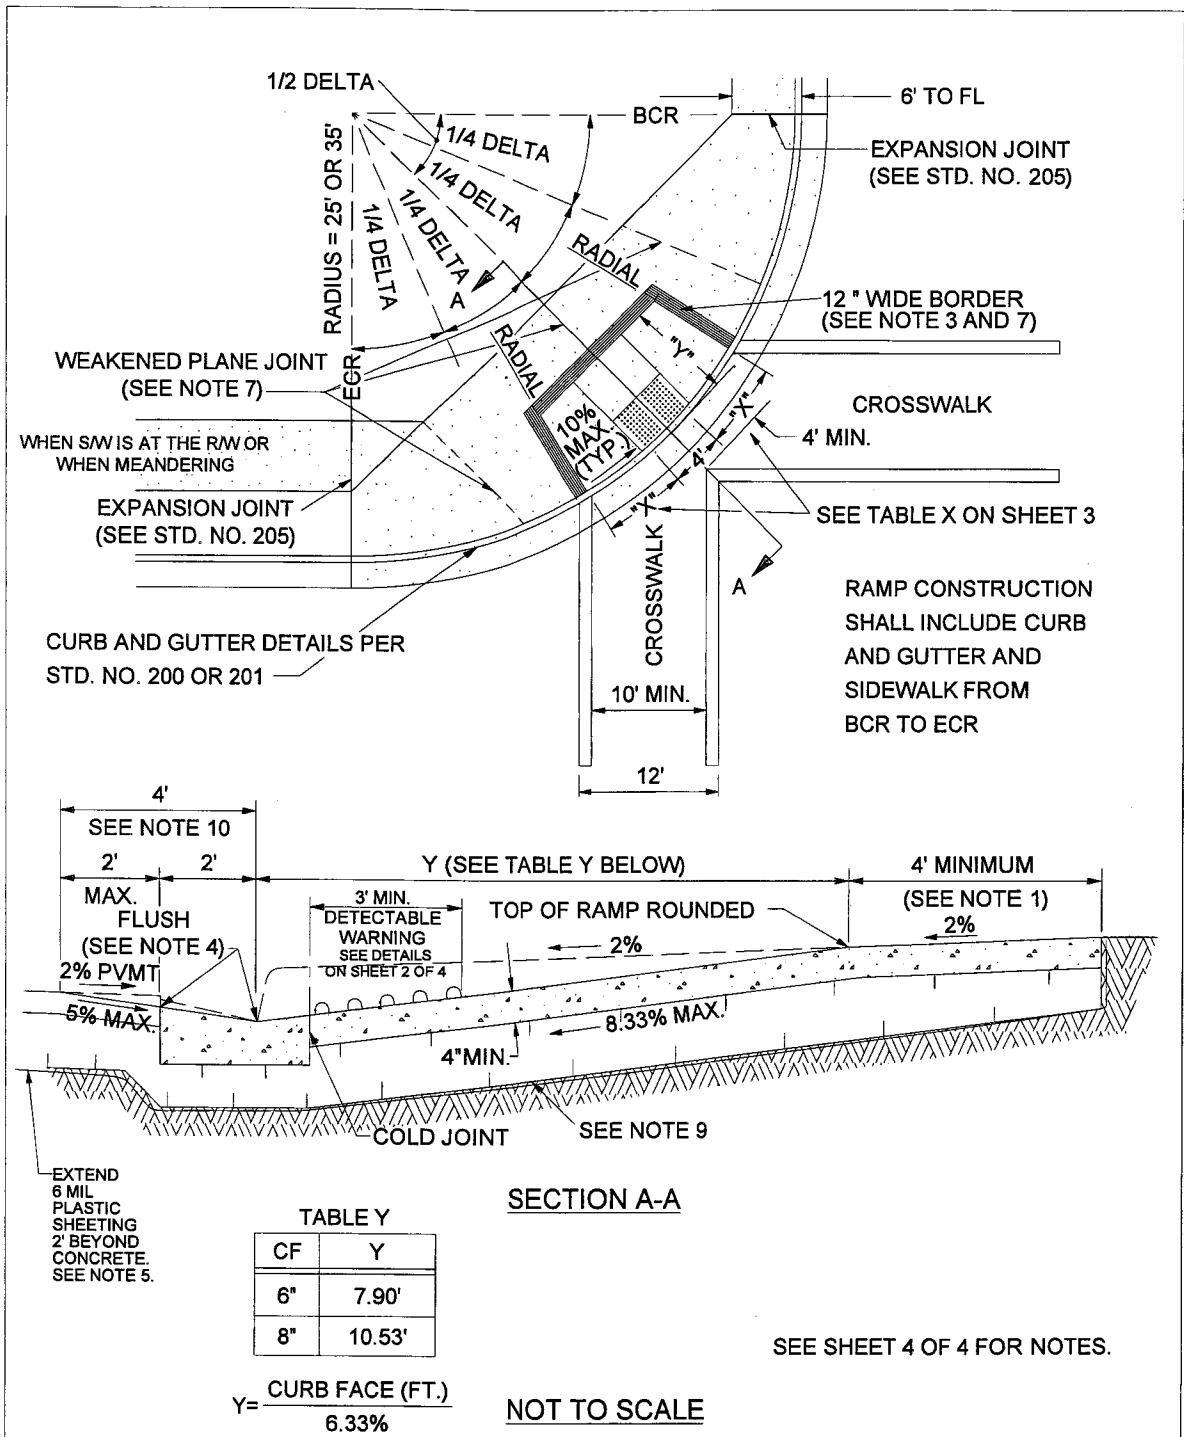 1/2 DELTA
BCR
6' TO FL
1/4 DELTA
1/4 DELTA
1/4 DELTA
1/4 DELTA
EXPANSION JOINT
(SEE STD. NO. 205)
RADIUS = 25' OR 35'
RADIAL
A
12 " WIDE BORDER
(SEE NOTE 3 AND 7)
RADIAL
"Y"
WEAKENED PLANE JOINT
(SEE NOTE 7)
ECR
CROSSWALK
"X"
4' MIN.
10%
MAX.
(TYP.)
4'
WHEN S/W IS AT THE R/W OR
WHEN MEANDERING
"X"
EXPANSION JOINT
(SEE STD. NO. 205)
SEE TABLE X ON SHEET 3
CROSSWALK
A
RAMP CONSTRUCTION
SHALL INCLUDE CURB
AND GUTTER AND
SIDEWALK FROM
BCR TO ECR
CURB AND GUTTER DETAILS PER
STD. NO. 200 OR 201
10' MIN.
12'
4'
SEE NOTE 10
2'
MAX.
2'
Y (SEE TABLE Y BELOW)
4' MINIMUM
(SEE NOTE 1)
FLUSH
(SEE NOTE 4)
3' MIN.
DETECTABLE
WARNING
SEE DETAILS
ON SHEET 2 OF 4
TOP OF RAMP ROUNDED
2%
2%
2% PVMT
5% MAX.
8.33% MAX.
4"MIN.
COLD JOINT
SEE NOTE 9
EXTEND
6 MIL
PLASTIC
SHEETING
2' BEYOND
CONCRETE.
SEE NOTE 5.
SECTION A-A
TABLE Y
CF Y
6" 7.90'
8" 10.53'
SEE SHEET 4 OF 4 FOR NOTES.
Y= CURB FACE (FT.)
6.33%
NOT TO SCALE